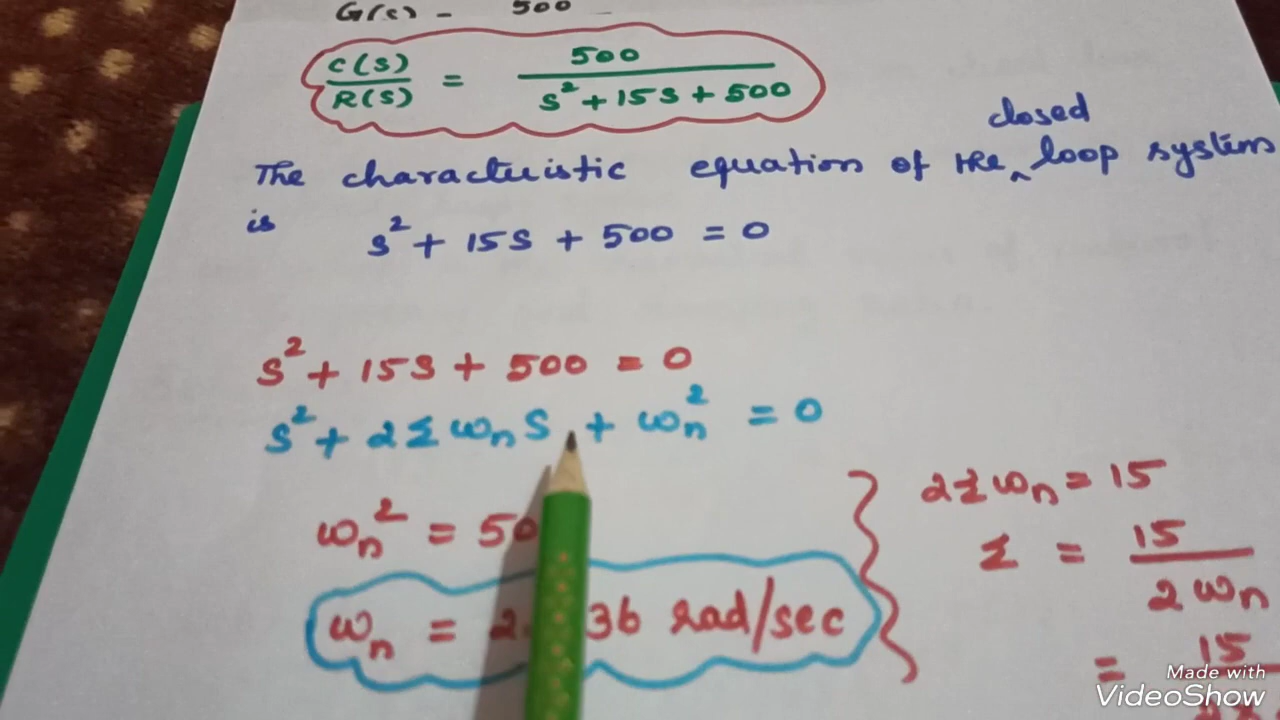 G(s) = 500
C(S)/R(S) = 500/(S² + 15S + 500)
closed
The characteristic equation of the ^ loop system
is S² + 15S + 500 = 0
S² + 15S + 500 = 0
S² + 2ξωnS + ωn² = 0
ωn² = 50
ωn = 2 36 rad/sec
2ξωn = 15
ξ = 15/2ωn
= 15
Made with
VideoShow